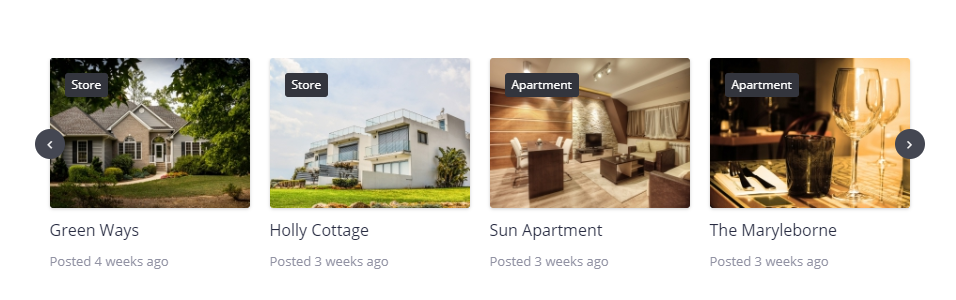 Store
Store
Apartment
Apartment
Green Ways
Holly Cottage
Sun Apartment
The Maryleborne
Posted 4 weeks ago
Posted 3 weeks ago
Posted 3 weeks ago
Posted 3 weeks ago